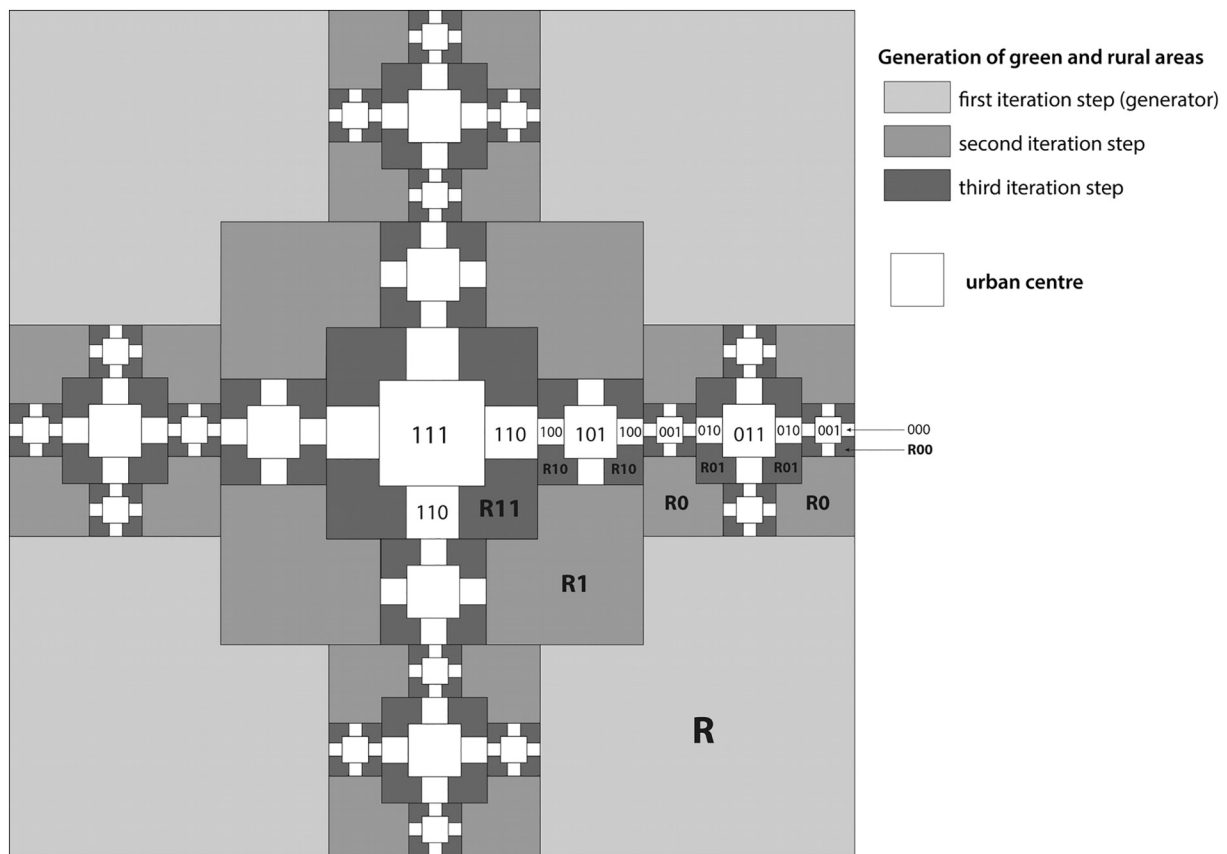 Generation of green and rural areas
first iteration step (generator)
second iteration step
third iteration step
urban centre
111
110
100
101
100
001
010
011
010
001
000
R00
R10
R10
R01
R01
110
R11
R0
R0
R1
R